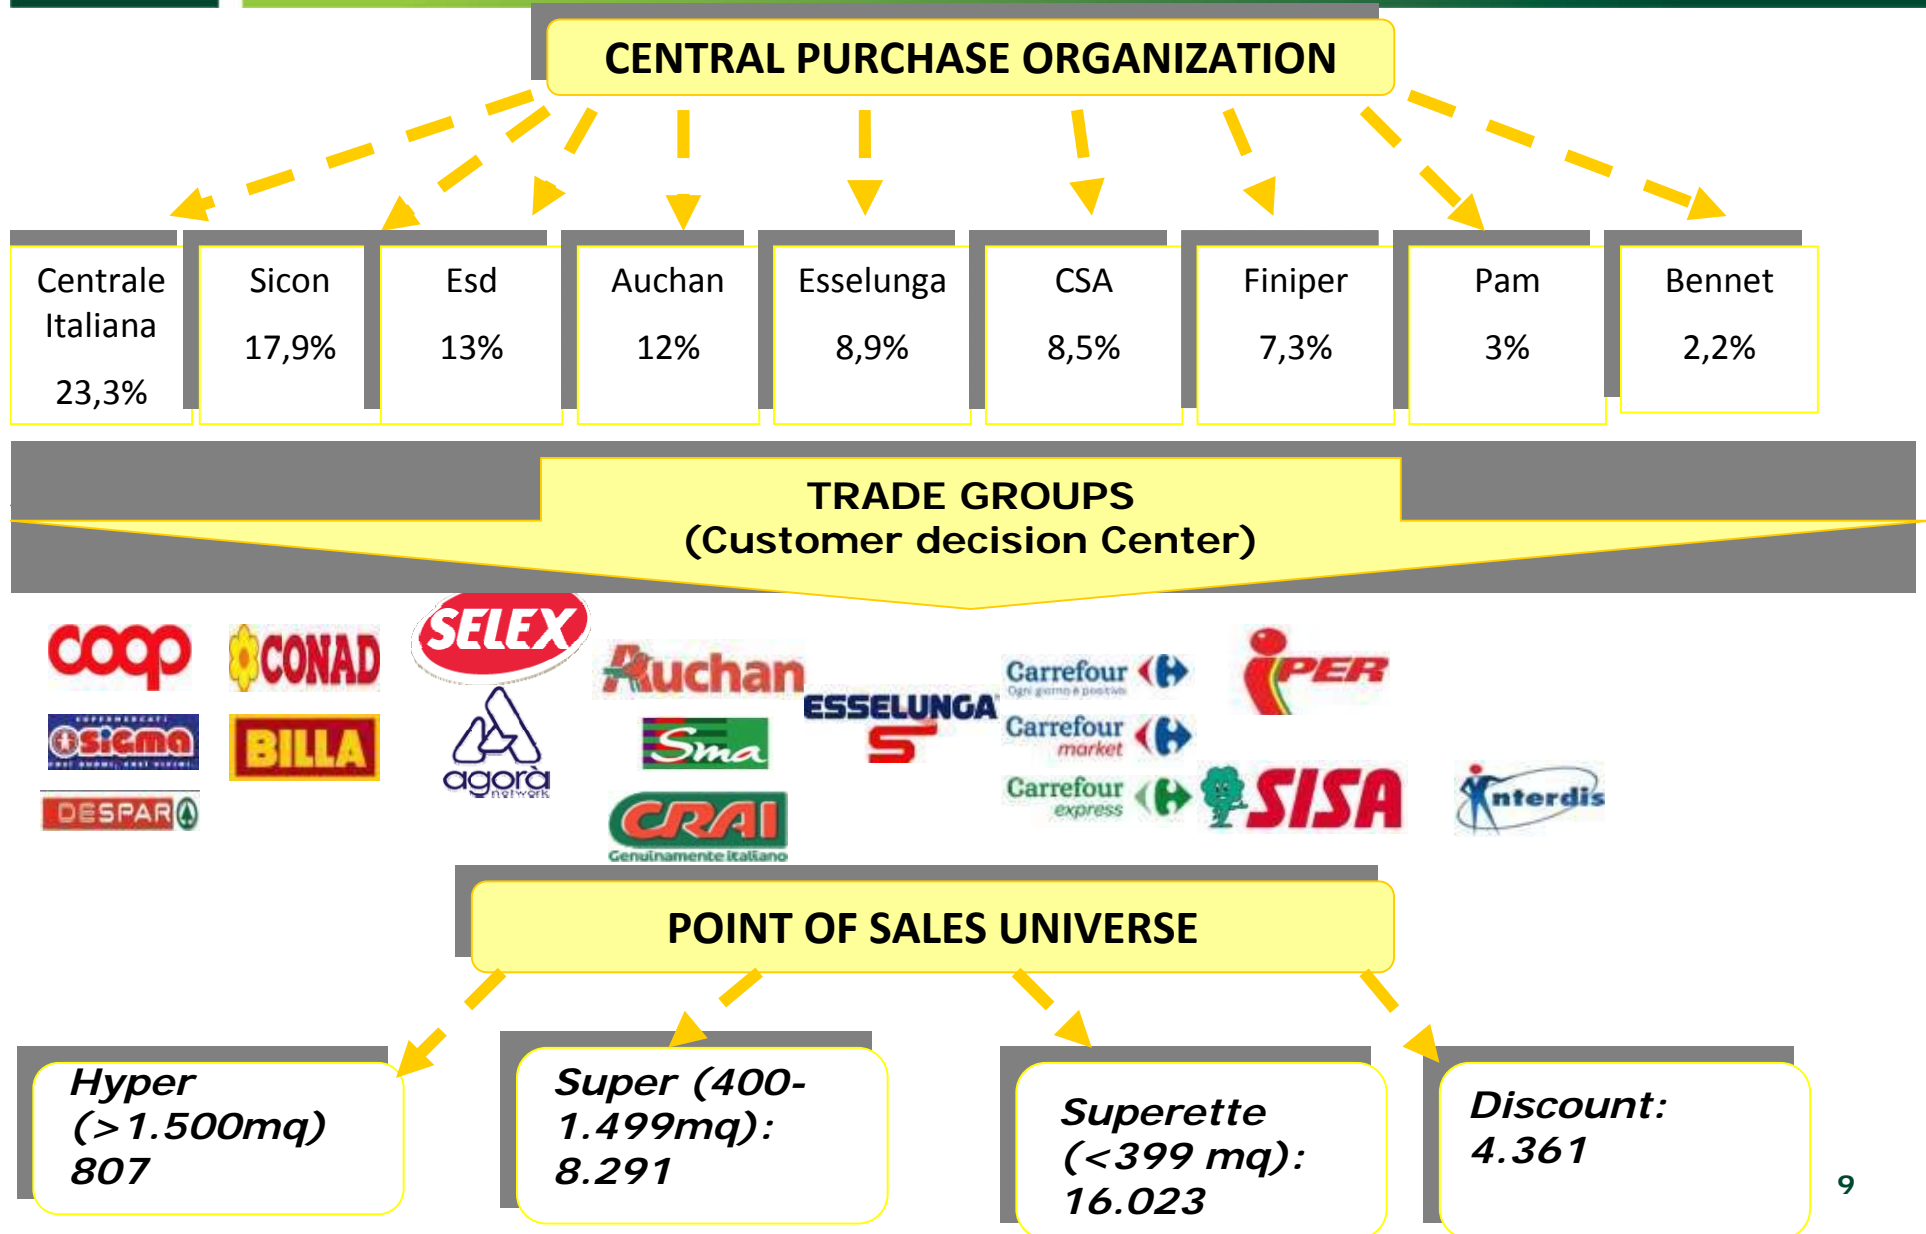 CENTRAL PURCHASE ORGANIZATION
Centrale
Italiana
23,3%
Sicon
17,9%
Esd
13%
Auchan
12%
Esselunga
8,9%
CSA
8,5%
Finiper
7,3%
Pam
3%
Bennet
2,2%
TRADE GROUPS
(Customer decision Center)
coop
CONAD
SELEX
Auchan
ESSELUNGA
S
Carrefour
Ogni giorno è positivo
Carrefour
market
Carrefour
express
iPER
SUPERMERCATI
sigma
BILLA
agorà
network
Sma
DESPAR
CRAI
Genuinamente italiano
SISA
Interdis
POINT OF SALES UNIVERSE
Hyper
(>1.500mq)
807
Super (400-
1.499mq):
8.291
Superette
(<399 mq):
16.023
Discount:
4.361
9